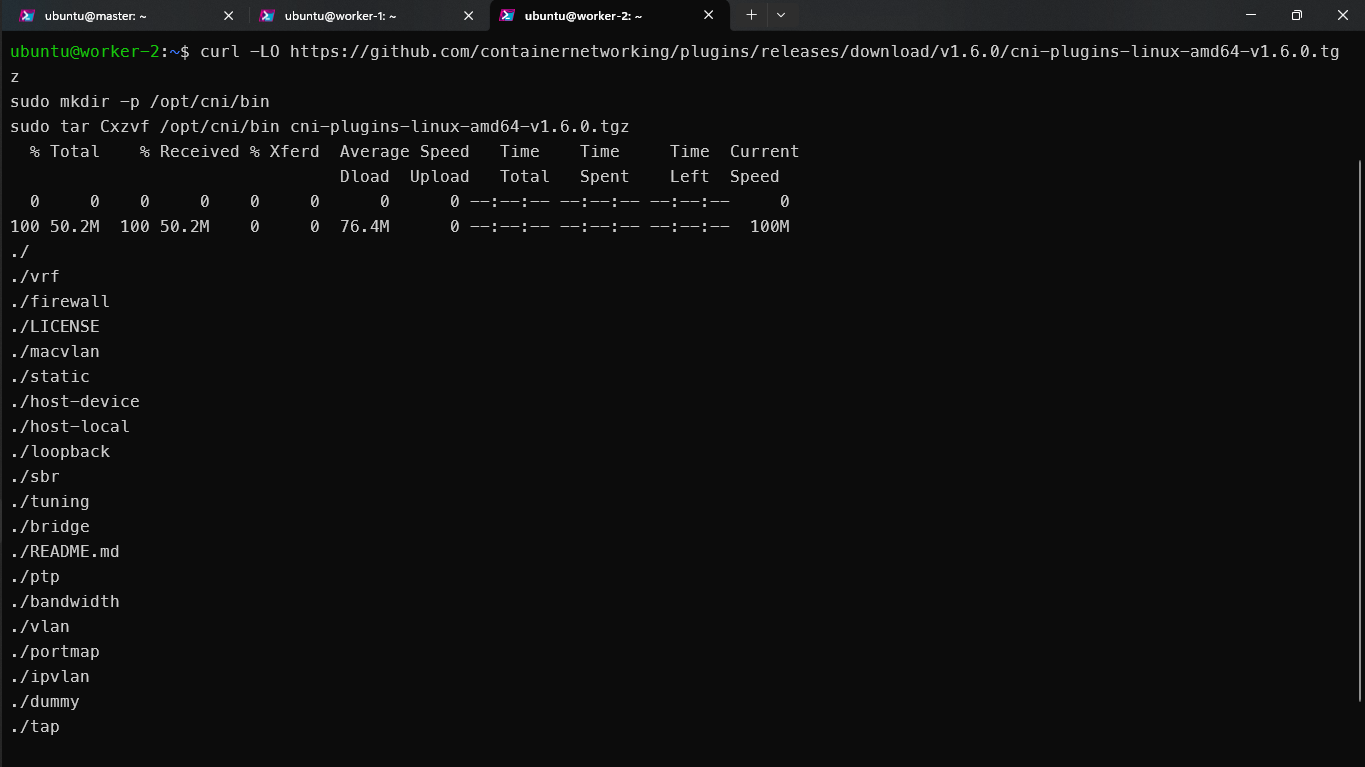 ubuntu@master: ~
ubuntu@worker-1: ~
ubuntu@worker-2: ~
ubuntu@worker-2:~$ curl -LO https://github.com/containernetworking/plugins/releases/download/v1.6.0/cni-plugins-linux-amd64-v1.6.0.tg
z
sudo mkdir -p /opt/cni/bin
sudo tar Cxzvf /opt/cni/bin cni-plugins-linux-amd64-v1.6.0.tgz
  % Total    % Received % Xferd  Average Speed   Time    Time     Time  Current
                                 Dload  Upload   Total   Spent    Left  Speed
  0     0    0     0    0     0      0      0 --:--:-- --:--:-- --:--:--     0
100 50.2M  100 50.2M    0     0  76.4M      0 --:--:-- --:--:-- --:--:--  100M
./
./vrf
./firewall
./LICENSE
./macvlan
./static
./host-device
./host-local
./loopback
./sbr
./tuning
./bridge
./README.md
./ptp
./bandwidth
./vlan
./portmap
./ipvlan
./dummy
./tap